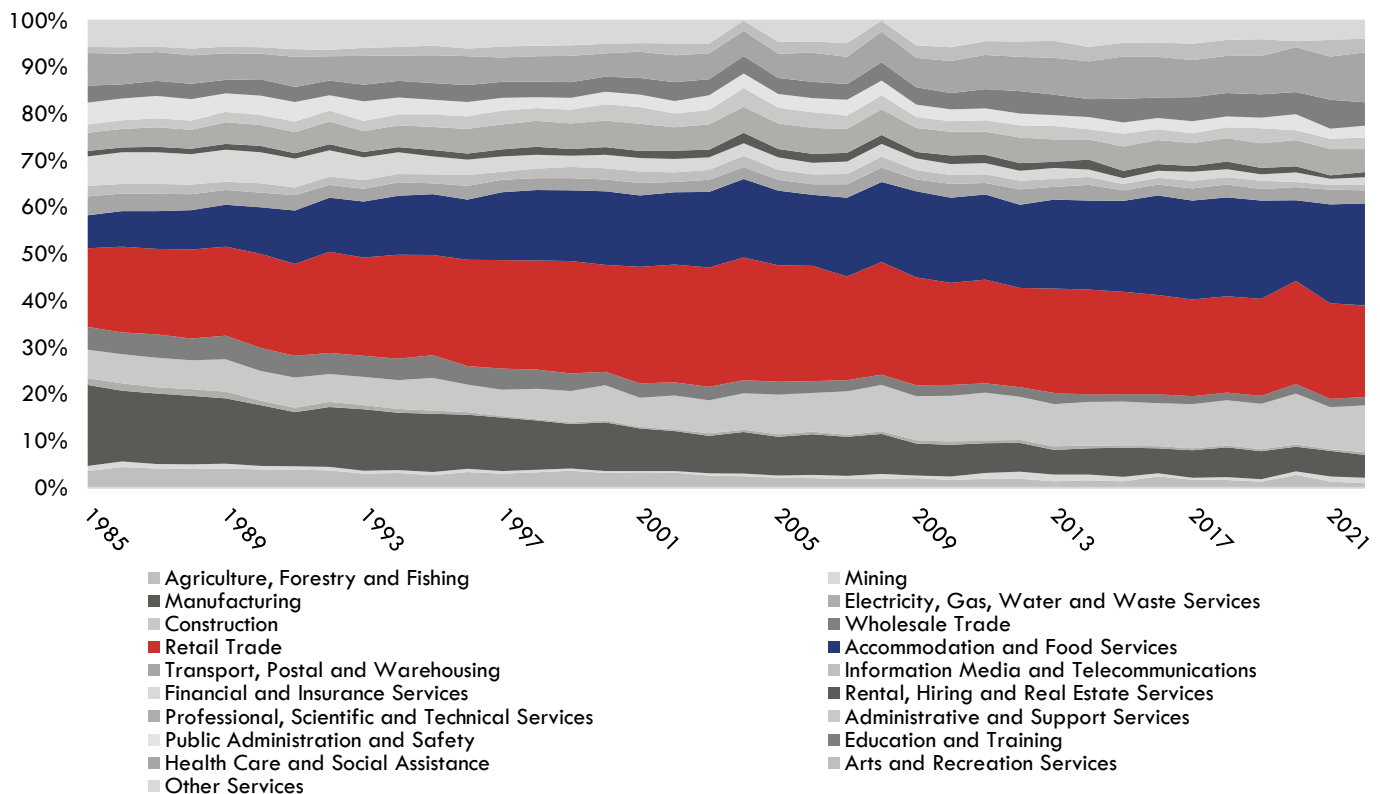 100%
90%
80%
70%
60%
50%
40%
30%
20%
10%
0%
1985
1989
1993
1997
2001
2005
2009
2013
2017
2021
Agriculture, Forestry and Fishing
Mining
Manufacturing
Electricity, Gas, Water and Waste Services
Construction
Wholesale Trade
Retail Trade
Accommodation and Food Services
Transport, Postal and Warehousing
Information Media and Telecommunications
Financial and Insurance Services
Rental, Hiring and Real Estate Services
Professional, Scientific and Technical Services
Administrative and Support Services
Public Administration and Safety
Education and Training
Health Care and Social Assistance
Arts and Recreation Services
Other Services